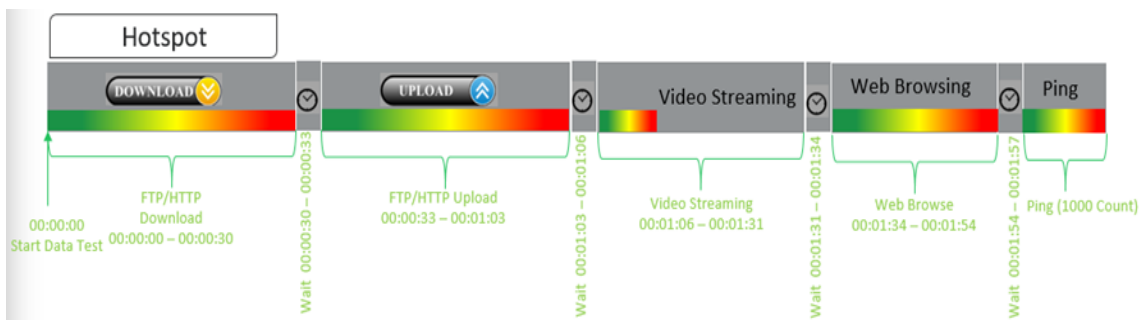 Hotspot
DOWNLOAD
UPLOAD
Video Streaming
Web Browsing
Ping
00:00:00
Start Data Test
FTP/HTTP
Download
00:00:00 – 00:00:30
Wait 00:00:30 – 00:00:33
FTP/HTTP Upload
00:00:33 – 00:01:03
Wait 00:01:03 – 00:01:06
Video Streaming
00:01:06 – 00:01:31
Wait 00:01:31 – 00:01:34
Web Browse
00:01:34 – 00:01:54
Wait 00:01:54 – 00:01:57
Ping (1000 Count)